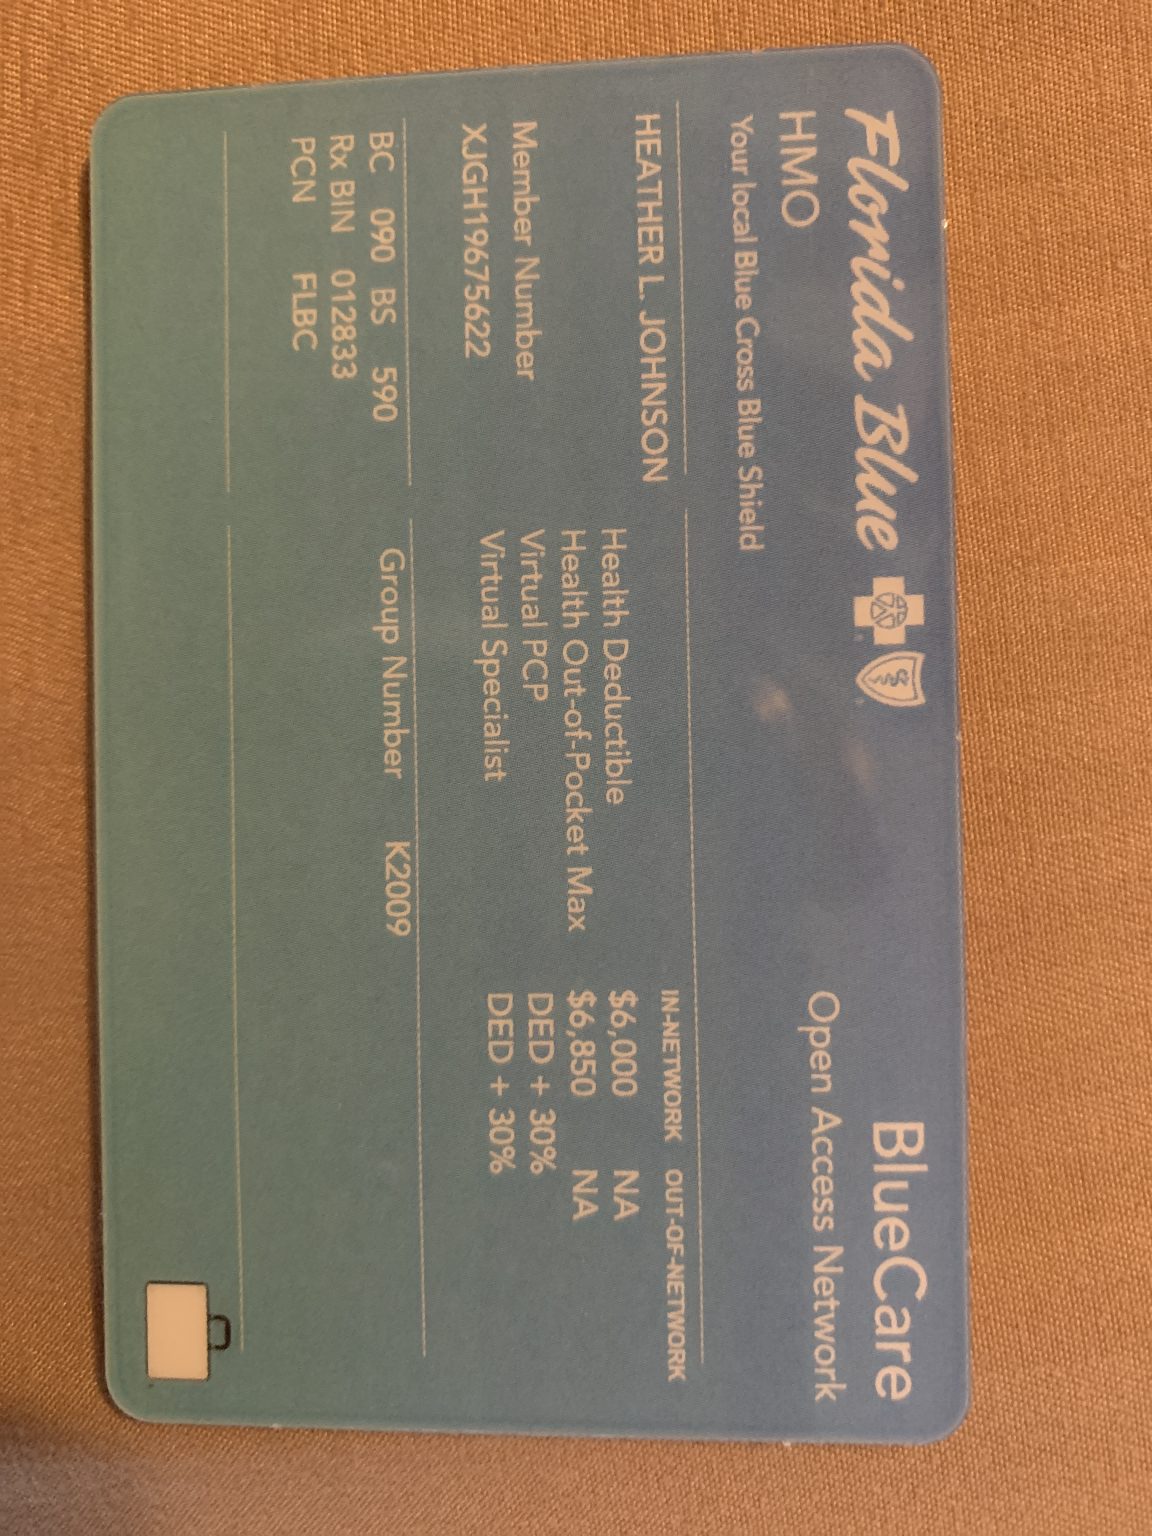 Florida Blue
HMO
Your local Blue Cross Blue Shield
BlueCare
Open Access Network
HEATHER L. JOHNSON
Member Number
XJGH19675622
IN-NETWORK OUT-OF-NETWORK
Health Deductible $6,000 NA
Health Out-of-Pocket Max $6,850 NA
Virtual PCP DED + 30%
Virtual Specialist DED + 30%
BC 090 BS 590
Rx BIN 012833
PCN FLBC
Group Number K2009